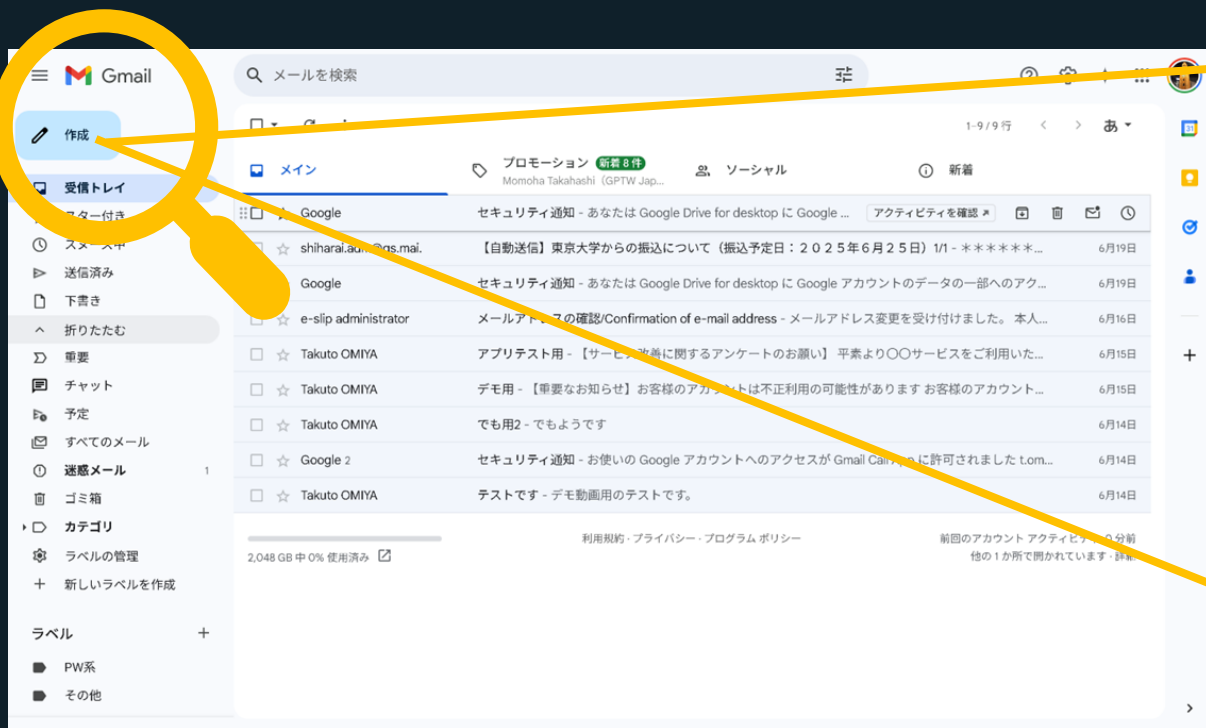 Gmail
メールを検索
作成
1-9 / 9 行
あ
メイン
プロモーション 新着 8 件
Momoha Takahashi（GPTW Jap...
ソーシャル
新着
受信トレイ
スター付き
スヌーズ中
送信済み
下書き
折りたたむ
重要
チャット
予定
すべてのメール
迷惑メール 1
ゴミ箱
カテゴリ
ラベルの管理
新しいラベルを作成
ラベル
PW系
その他
Google セキュリティ通知 - あなたは Google Drive for desktop に Google ... アクティビティを確認
【自動送信】東京大学からの振込について（振込予定日：２０２５年６月２５日）1/1 - ＊＊＊＊＊＊... 6月19日
Google セキュリティ通知 - あなたは Google Drive for desktop に Google アカウントのデータの一部へのアク... 6月19日
e-slip administrator メールアドレスの確認/Confirmation of e-mail address - メールアドレス変更を受け付けました。 本人... 6月16日
Takuto OMIYA アプリテスト用 - 【サービス改善に関するアンケートのお願い】 平素より〇〇サービスをご利用いた... 6月15日
Takuto OMIYA デモ用 - 【重要なお知らせ】お客様のアカウントは不正利用の可能性があります お客様のアカウント... 6月15日
Takuto OMIYA でも用2 - でもようです 6月14日
Google 2 セキュリティ通知 - お使いの Google アカウントへのアクセスが Gmail に許可されました t.om... 6月14日
Takuto OMIYA テストです - デモ動画用のテストです。 6月14日
2,048 GB 中 0% 使用済み
利用規約 · プライバシー · プログラム ポリシー
前回のアカウント アクティビティ: 0 分前
他の 1 か所で開かれています · 詳細
31